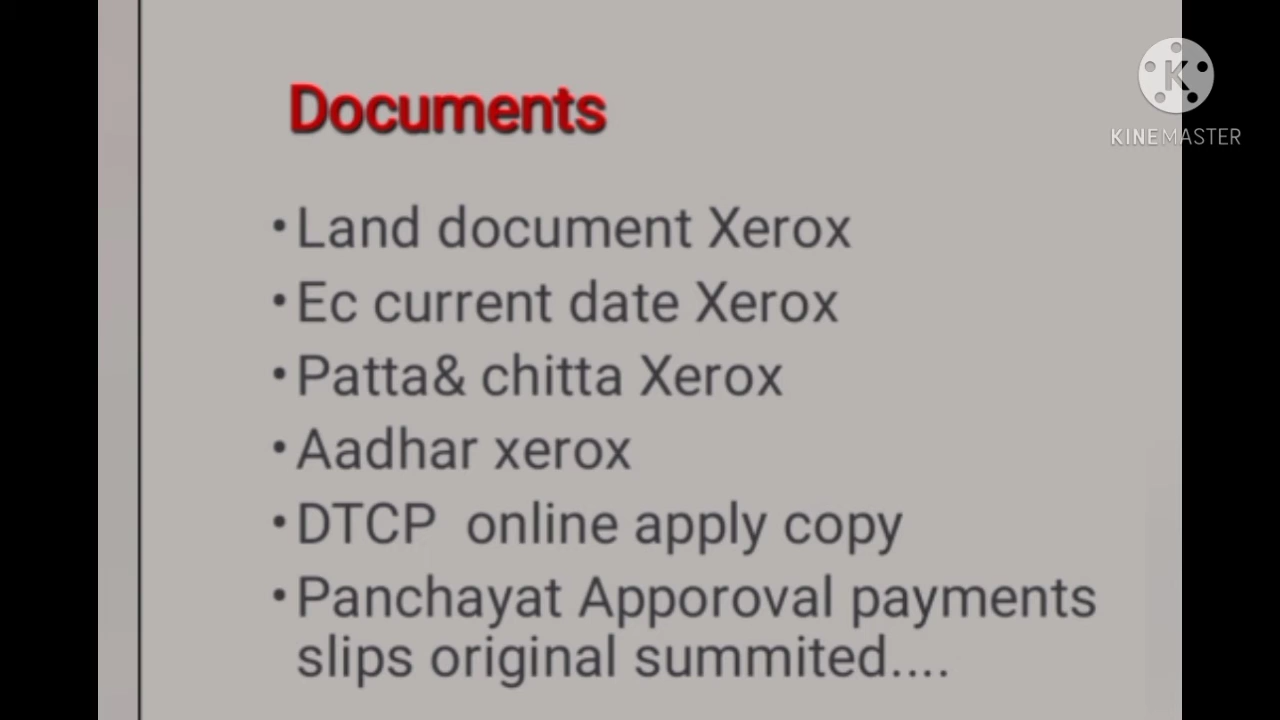 Documents
KINEMASTER
•Land document Xerox
•Ec current date Xerox
•Patta& chitta Xerox
•Aadhar xerox
•DTCP  online apply copy
•Panchayat Apporoval payments
slips original summited....